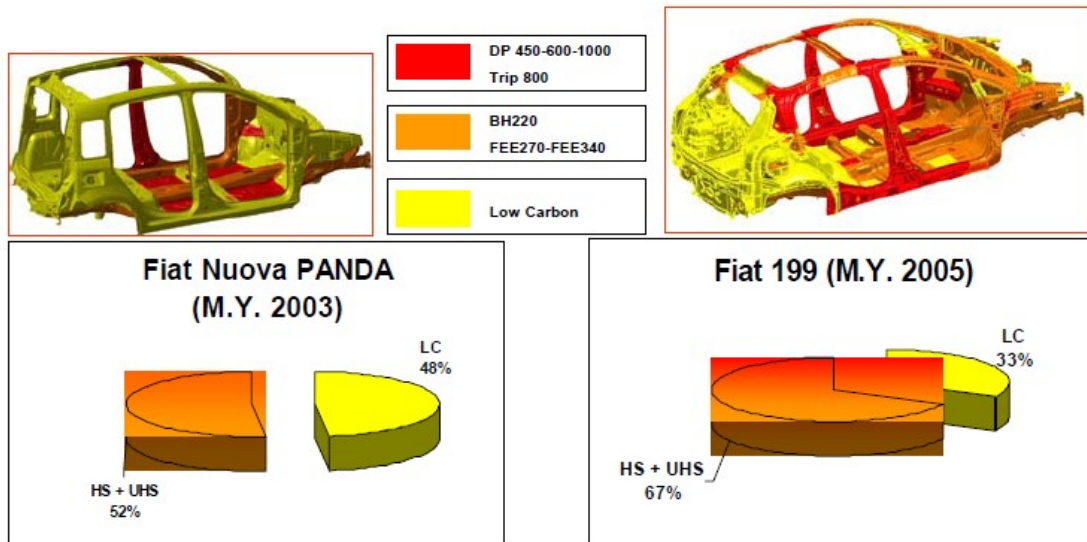 DP 450-600-1000
Trip 800
BH220
FEE270-FEE340
Low Carbon
Fiat Nuova PANDA
(M.Y. 2003)
LC
48%
HS + UHS
52%
Fiat 199 (M.Y. 2005)
LC
33%
HS + UHS
67%